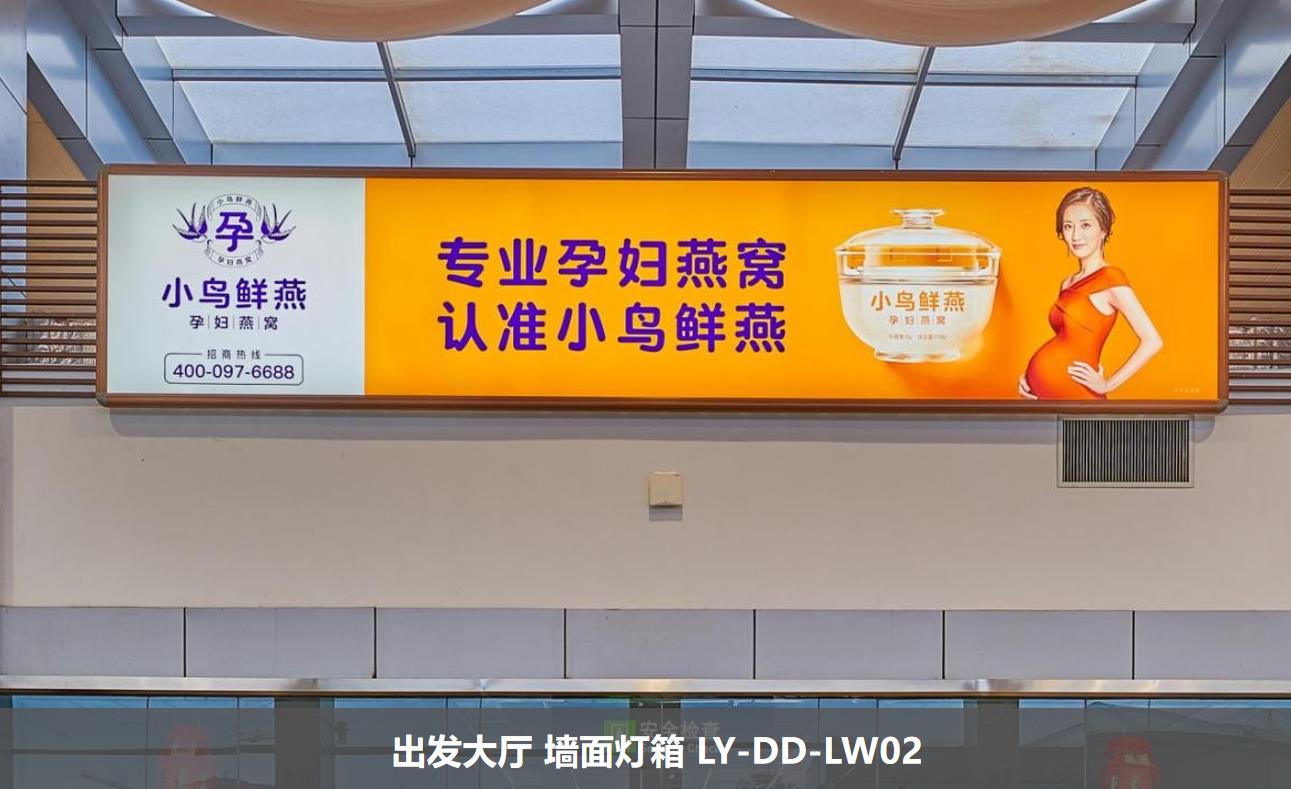 小鸟鲜燕
孕
孕妇燕窝
小鸟鲜燕
孕|妇|燕|窝
招商热线
400-097-6688
专业孕妇燕窝
认准小鸟鲜燕
小鸟鲜燕
孕|妇|燕|窝
安全检查
出发大厅 墙面灯箱 LY-DD-LW02